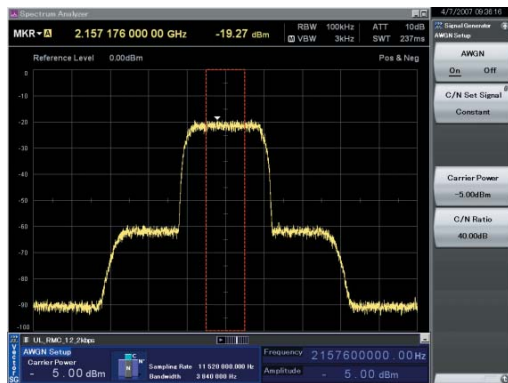 Spectrum Analyzer
4/7/2007 09:36:16
MKR A 2.157 176 000 00 GHz -19.27 dBm
RBW 100kHz ATT 10dB
M VBW 3kHz SWT 237ms
Reference Level 0.00dBm Pos & Neg
0
-10
-20
-30
-40
-50
-60
-70
-80
-90
-100
Signal Generator
AWGN Setup
AWGN
On Off
C/N Set Signal
Constant
Carrier Power
-5.00dBm
C/N Ratio
40.00dB
Vector SG
UL_RMC_12_2kbps
AWGN Setup
Carrier Power
- 5.00 dBm
C
N
Sampling Rate 11 520 000.000 Hz
Bandwidth 3 840 000 Hz
Frequency 2157600000.00 Hz
Amplitude - 5.00 dBm